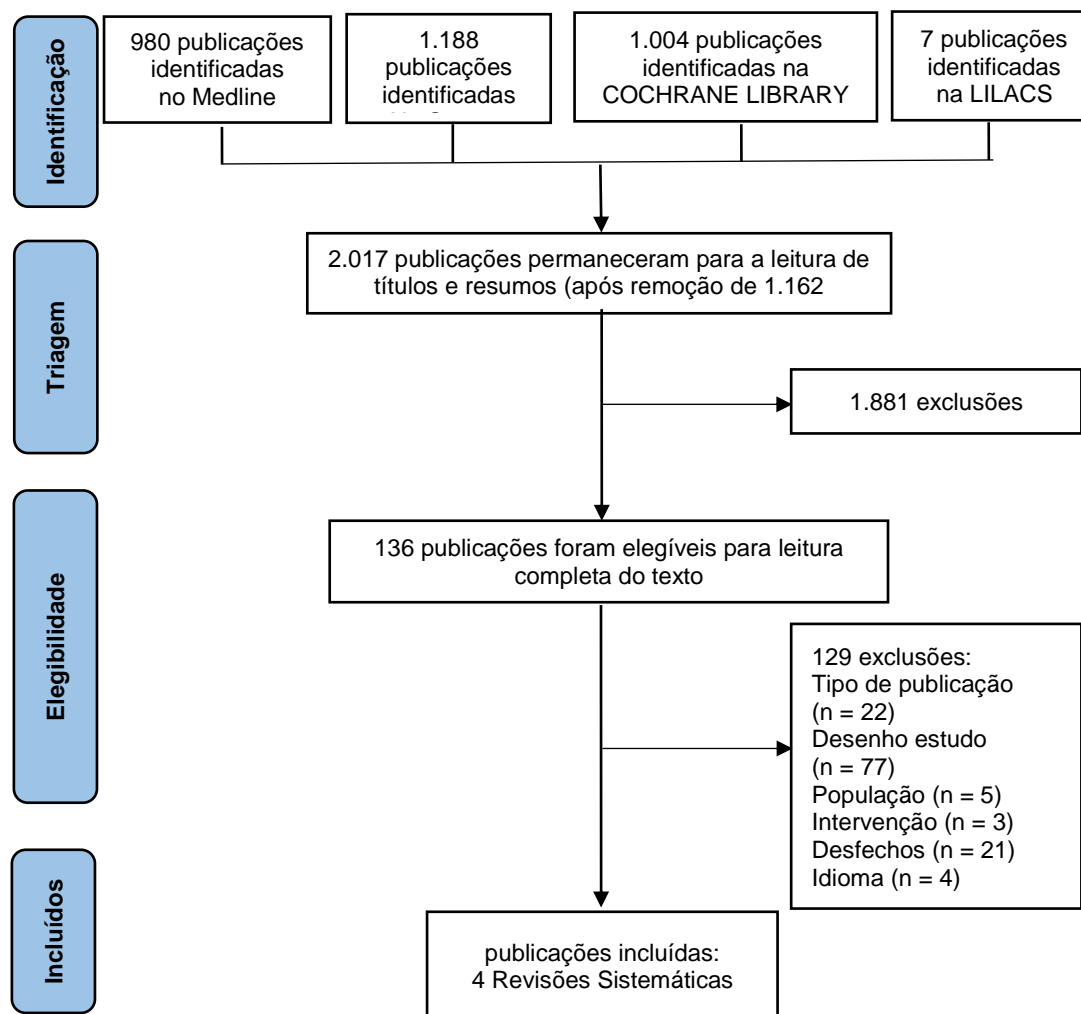 Identificação
980 publicações
identificadas
no Medline
1.188
publicações
identificadas
1.004 publicações
identificadas na
COCHRANE LIBRARY
7 publicações
identificadas
na LILACS
Triagem
2.017 publicações permaneceram para a leitura de
títulos e resumos (após remoção de 1.162
1.881 exclusões
Elegibilidade
136 publicações foram elegíveis para leitura
completa do texto
129 exclusões:
Tipo de publicação
(n = 22)
Desenho estudo
(n = 77)
População (n = 5)
Intervenção (n = 3)
Desfechos (n = 21)
Idioma (n = 4)
Incluídos
publicações incluídas:
4 Revisões Sistemáticas